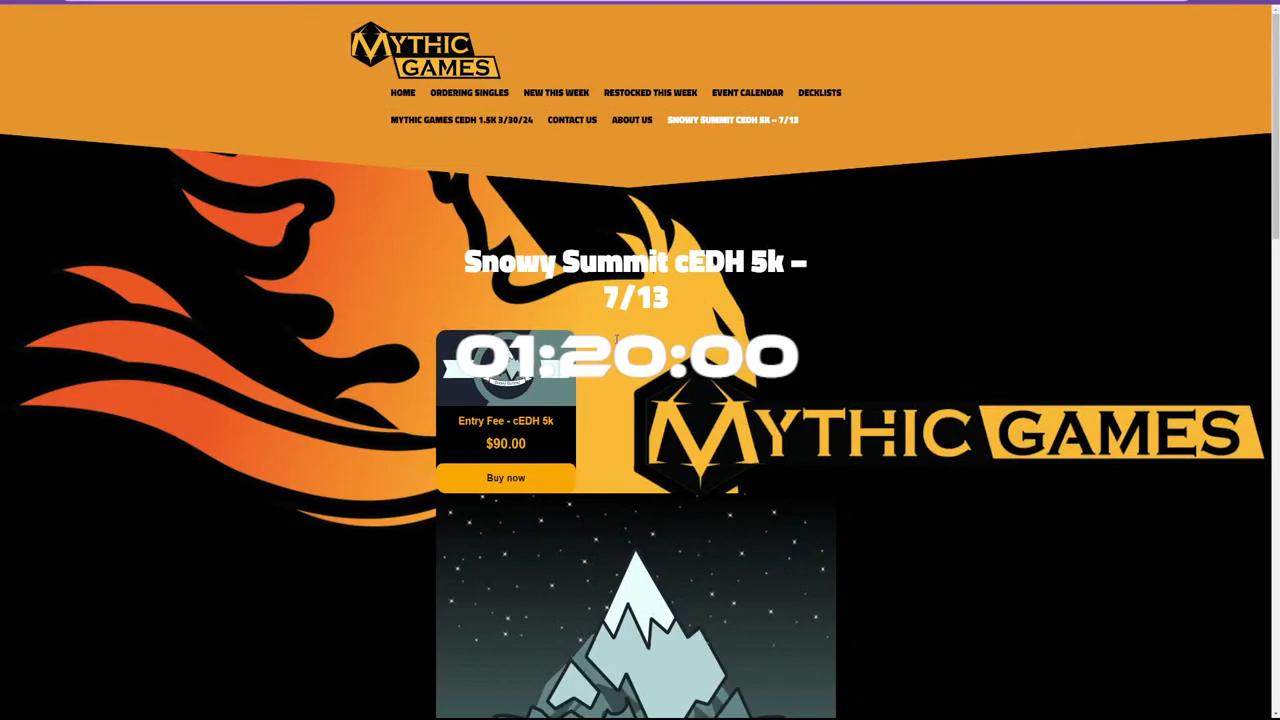 MYTHIC
GAMES
HOME ORDERING SINGLES NEW THIS WEEK RESTOCKED THIS WEEK EVENT CALENDAR DECKLISTS
MYTHIC GAMES CEDH 1.5K 3/30/24 CONTACT US ABOUT US SNOWY SUMMIT CEDH 5K – 7/13
Snowy Summit cEDH 5k –
7/13
01:20:00
Entry Fee - cEDH 5k
$90.00
MYTHIC GAMES
Buy now